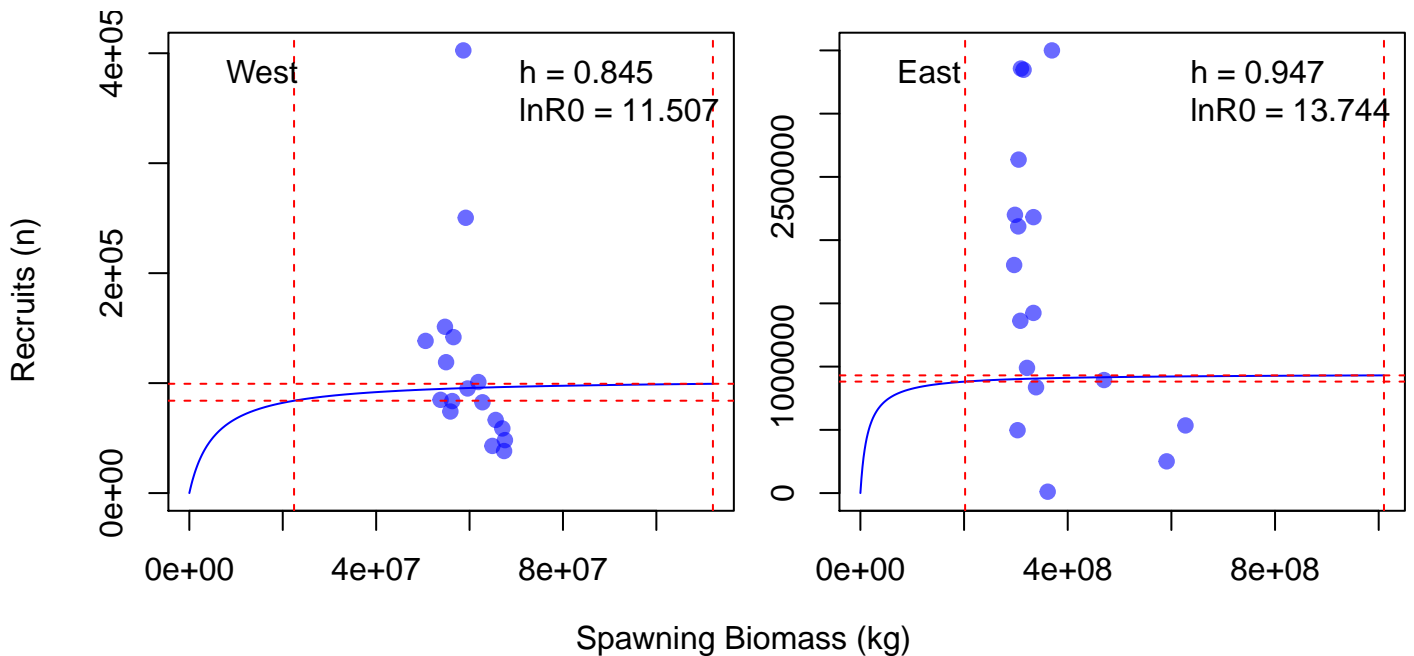 Recruits (n)
4e+05
2e+05
0e+00
West
h = 0.845
lnR0 = 11.507
0e+00 4e+07 8e+07
2500000
1000000
0
East
h = 0.947
lnR0 = 13.744
0e+00 4e+08 8e+08
Spawning Biomass (kg)